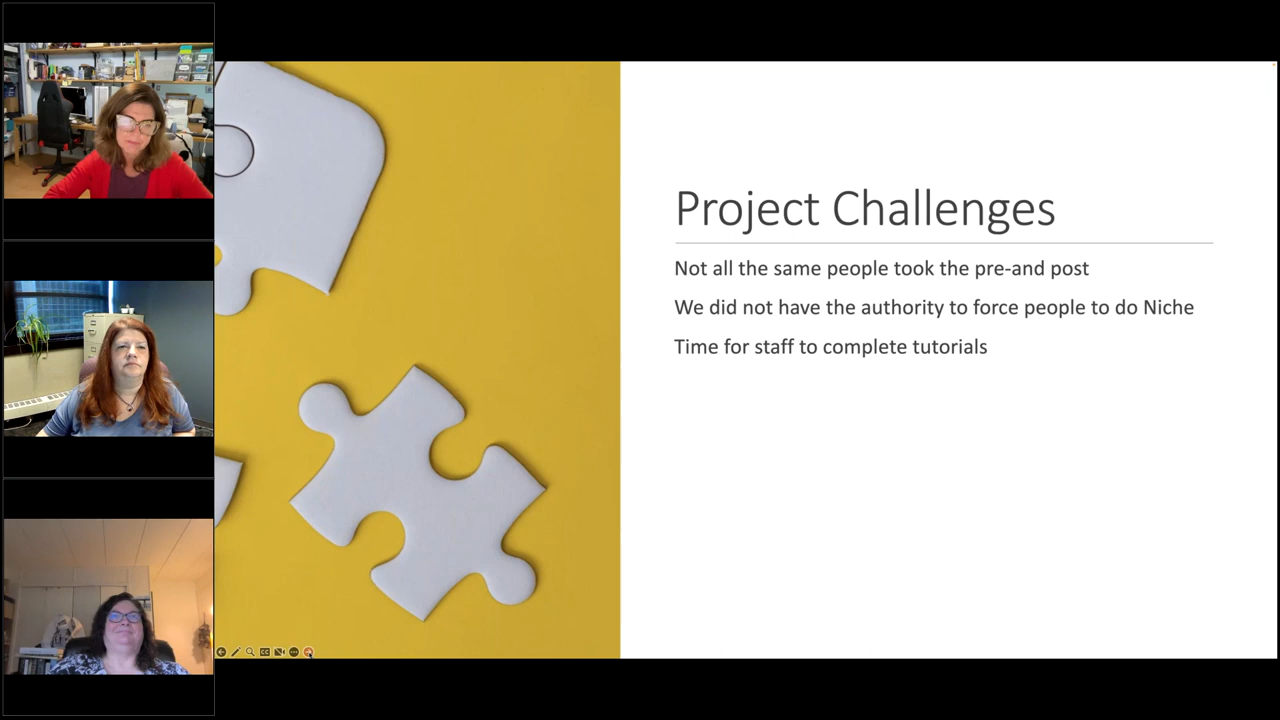 Project Challenges
Not all the same people took the pre-and post
We did not have the authority to force people to do Niche
Time for staff to complete tutorials